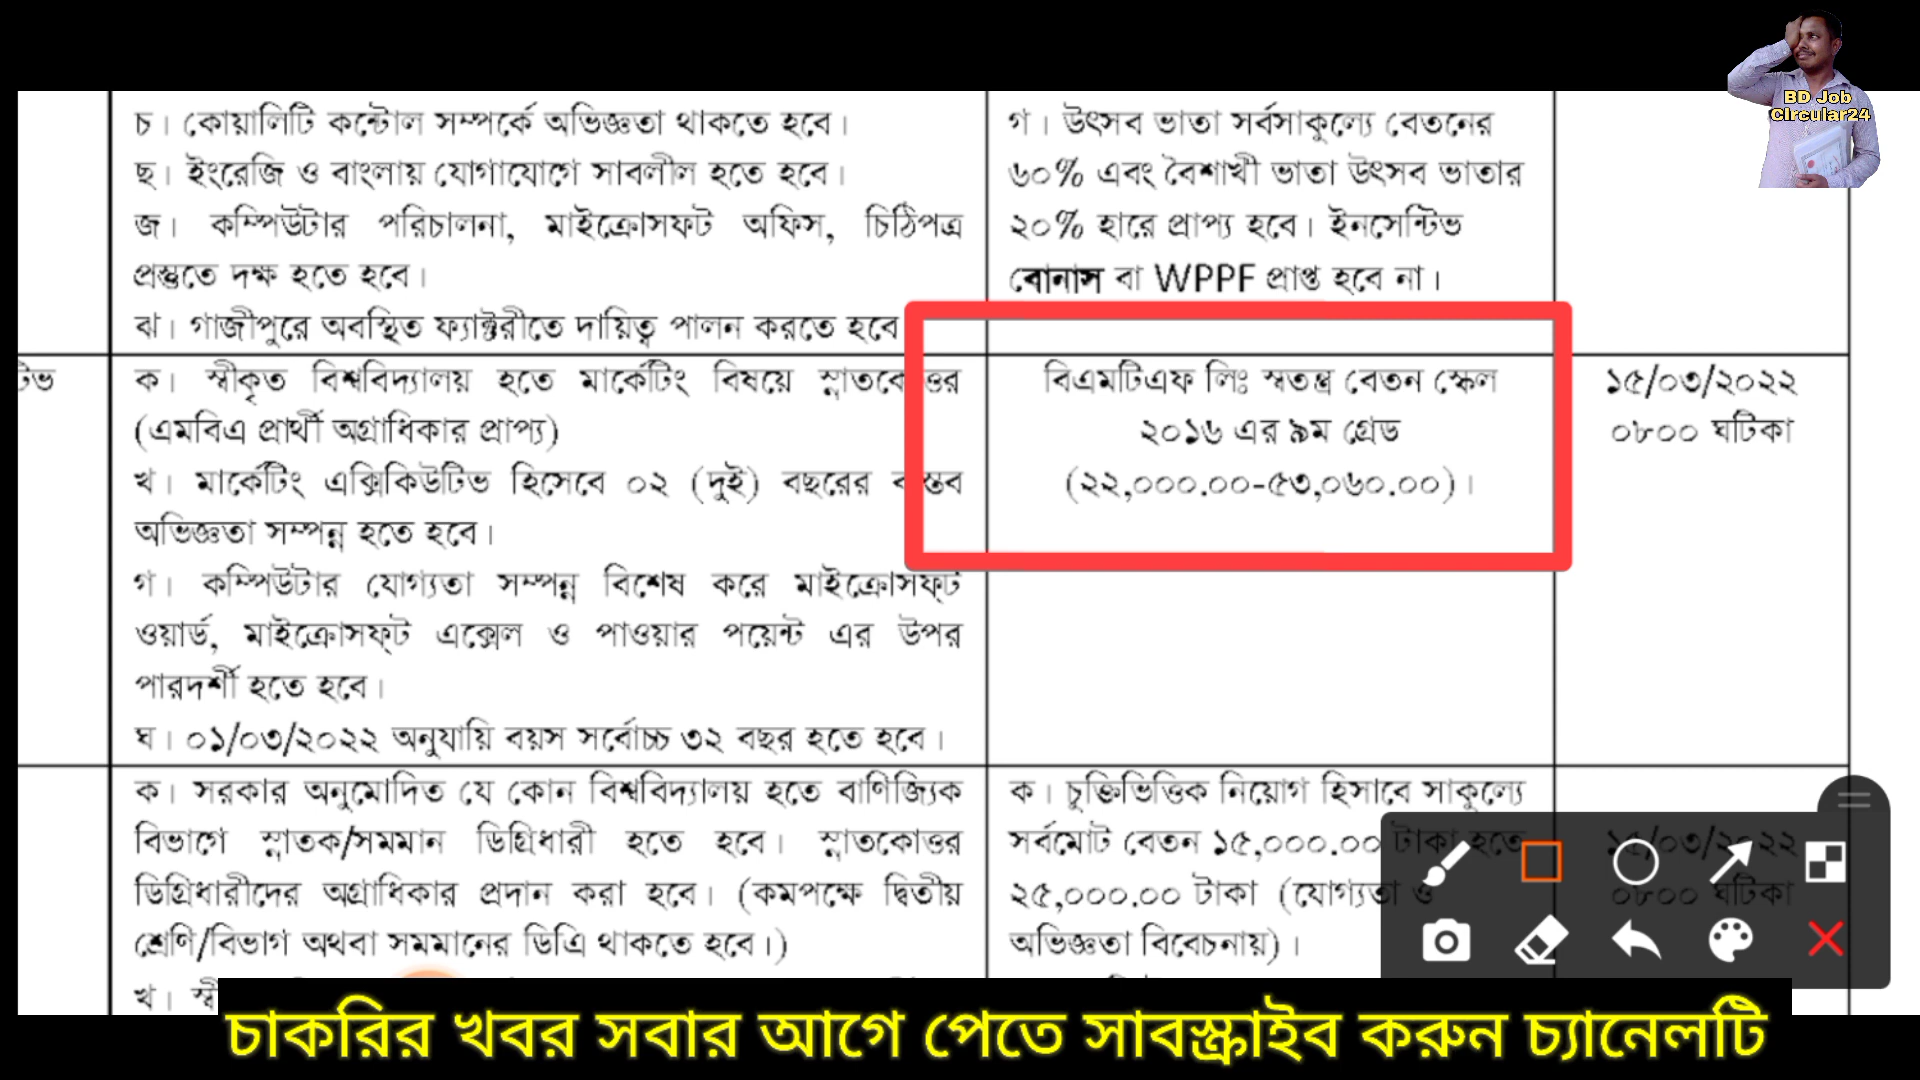 BD Job
Circular24
চ। কোয়ালিটি কন্টোল সম্পর্কে অভিজ্ঞতা থাকতে হবে।
ছ। ইংরেজি ও বাংলায় যোগাযোগে সাবলীল হতে হবে।
জ। কম্পিউটার পরিচালনা, মাইক্রোসফট অফিস, চিঠিপত্র
প্রস্তুতে দক্ষ হতে হবে।
ঝ। গাজীপুরে অবস্থিত ফ্যাক্টরীতে দায়িত্ব পালন করতে হবে
গ। উৎসব ভাতা সর্বসাকুল্যে বেতনের
৬০% এবং বৈশাখী ভাতা উৎসব ভাতার
২০% হারে প্রাপ্য হবে। ইনসেন্টিভ
বোনাস বা WPPF প্রাপ্ত হবে না।
টিভ
ক। স্বীকৃত বিশ্ববিদ্যালয় হতে মার্কেটিং বিষয়ে স্নাতকোত্তর
(এমবিএ প্রার্থী অগ্রাধিকার প্রাপ্য)
খ। মার্কেটিং এক্সিকিউটিভ হিসেবে ০২ (দুই) বছরের বাস্তব
অভিজ্ঞতা সম্পন্ন হতে হবে।
গ। কম্পিউটার যোগ্যতা সম্পন্ন বিশেষ করে মাইক্রোসফ্ট
ওয়ার্ড, মাইক্রোসফ্ট এক্সেল ও পাওয়ার পয়েন্ট এর উপর
পারদর্শী হতে হবে।
ঘ। ০১/০৩/২০২২ অনুযায়ি বয়স সর্বোচ্চ ৩২ বছর হতে হবে।
বিএমটিএফ লিঃ স্বতন্ত্র বেতন স্কেল
২০১৬ এর ৯ম গ্রেড
(২২,০০০.০০-৫৩,০৬০.০০)।
১৫/০৩/২০২২
০৮০০ ঘটিকা
ক। সরকার অনুমোদিত যে কোন বিশ্ববিদ্যালয় হতে বাণিজ্যিক
বিভাগে স্নাতক/সমমান ডিগ্রিধারী হতে হবে। স্নাতকোত্তর
ডিগ্রিধারীদের অগ্রাধিকার প্রদান করা হবে। (কমপক্ষে দ্বিতীয়
শ্রেণি/বিভাগ অথবা সমমানের ডিগ্রি থাকতে হবে।)
খ।
ক। চুক্তিভিত্তিক নিয়োগ হিসাবে সাকুল্যে
সর্বমোট বেতন ১৫,০০০.০০ টাকা হতে
২৫,০০০.০০ টাকা (যোগ্যতা ও
অভিজ্ঞতা বিবেচনায়)।
১৫/০৩/২০২২
০৮০০ ঘটিকা
চাকরির খবর সবার আগে পেতে সাবস্ক্রাইব করুন চ্যানেলটি